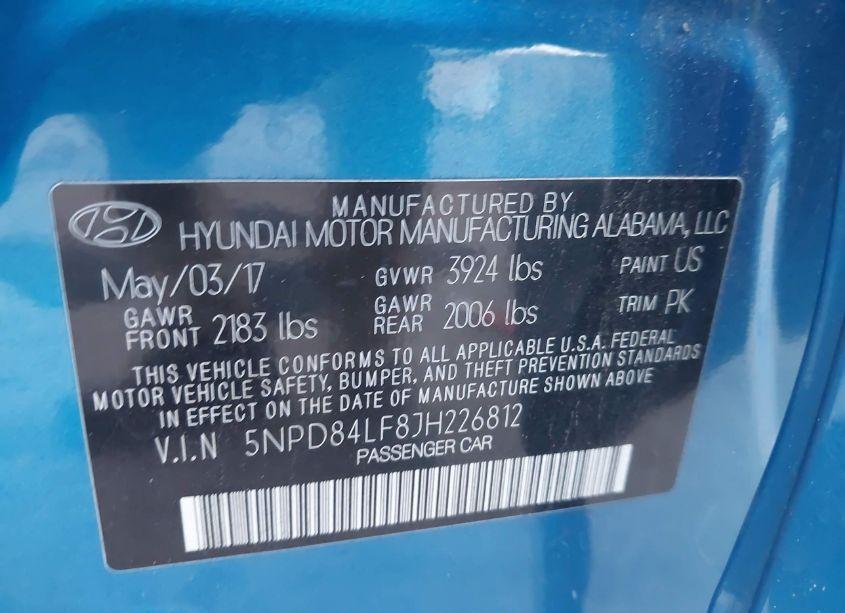 MANUFACTURED BY
HYUNDAI MOTOR MANUFACTURING ALABAMA, LLC
May/03/17 GVWR 3924 lbs PAINT US
GAWR FRONT 2183 lbs GAWR REAR 2006 lbs TRIM PK
THIS VEHICLE CONFORMS TO ALL APPLICABLE U.S.A. FEDERAL
MOTOR VEHICLE SAFETY, BUMPER, AND THEFT PREVENTION STANDARDS
IN EFFECT ON THE DATE OF MANUFACTURE SHOWN ABOVE
V.I.N 5NPD84LF8JH226812
PASSENGER CAR